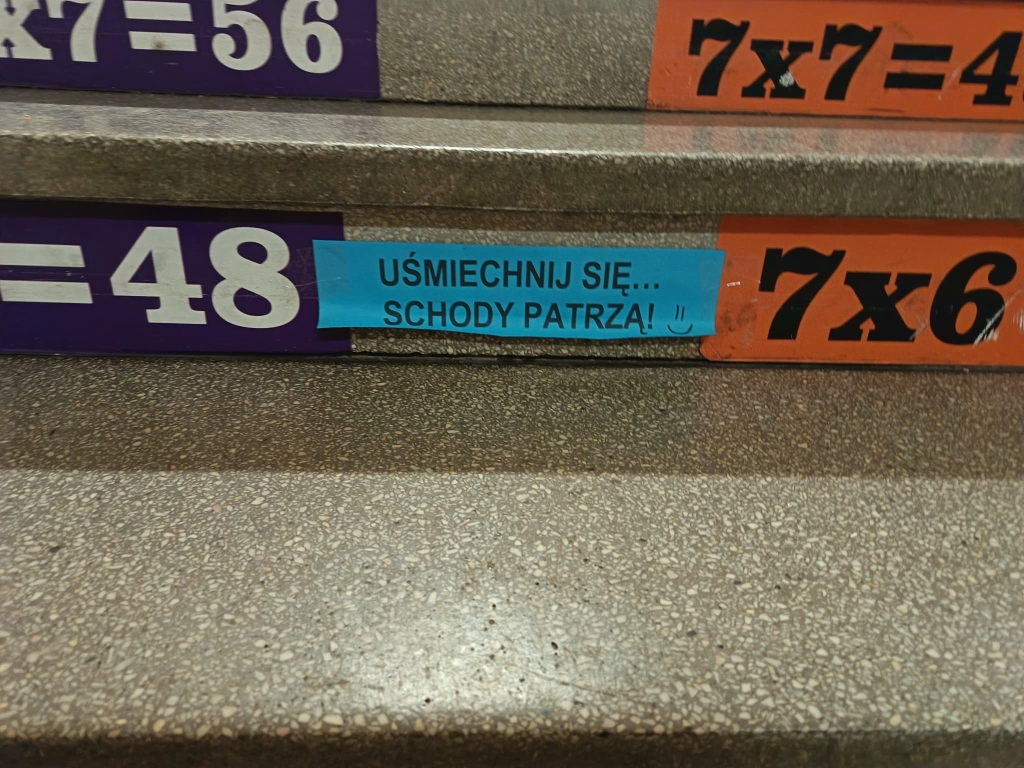 x7=56
7x7=4
=48
UŚMIECHNIJ SIĘ...
SCHODY PATRZĄ! =)
7x6